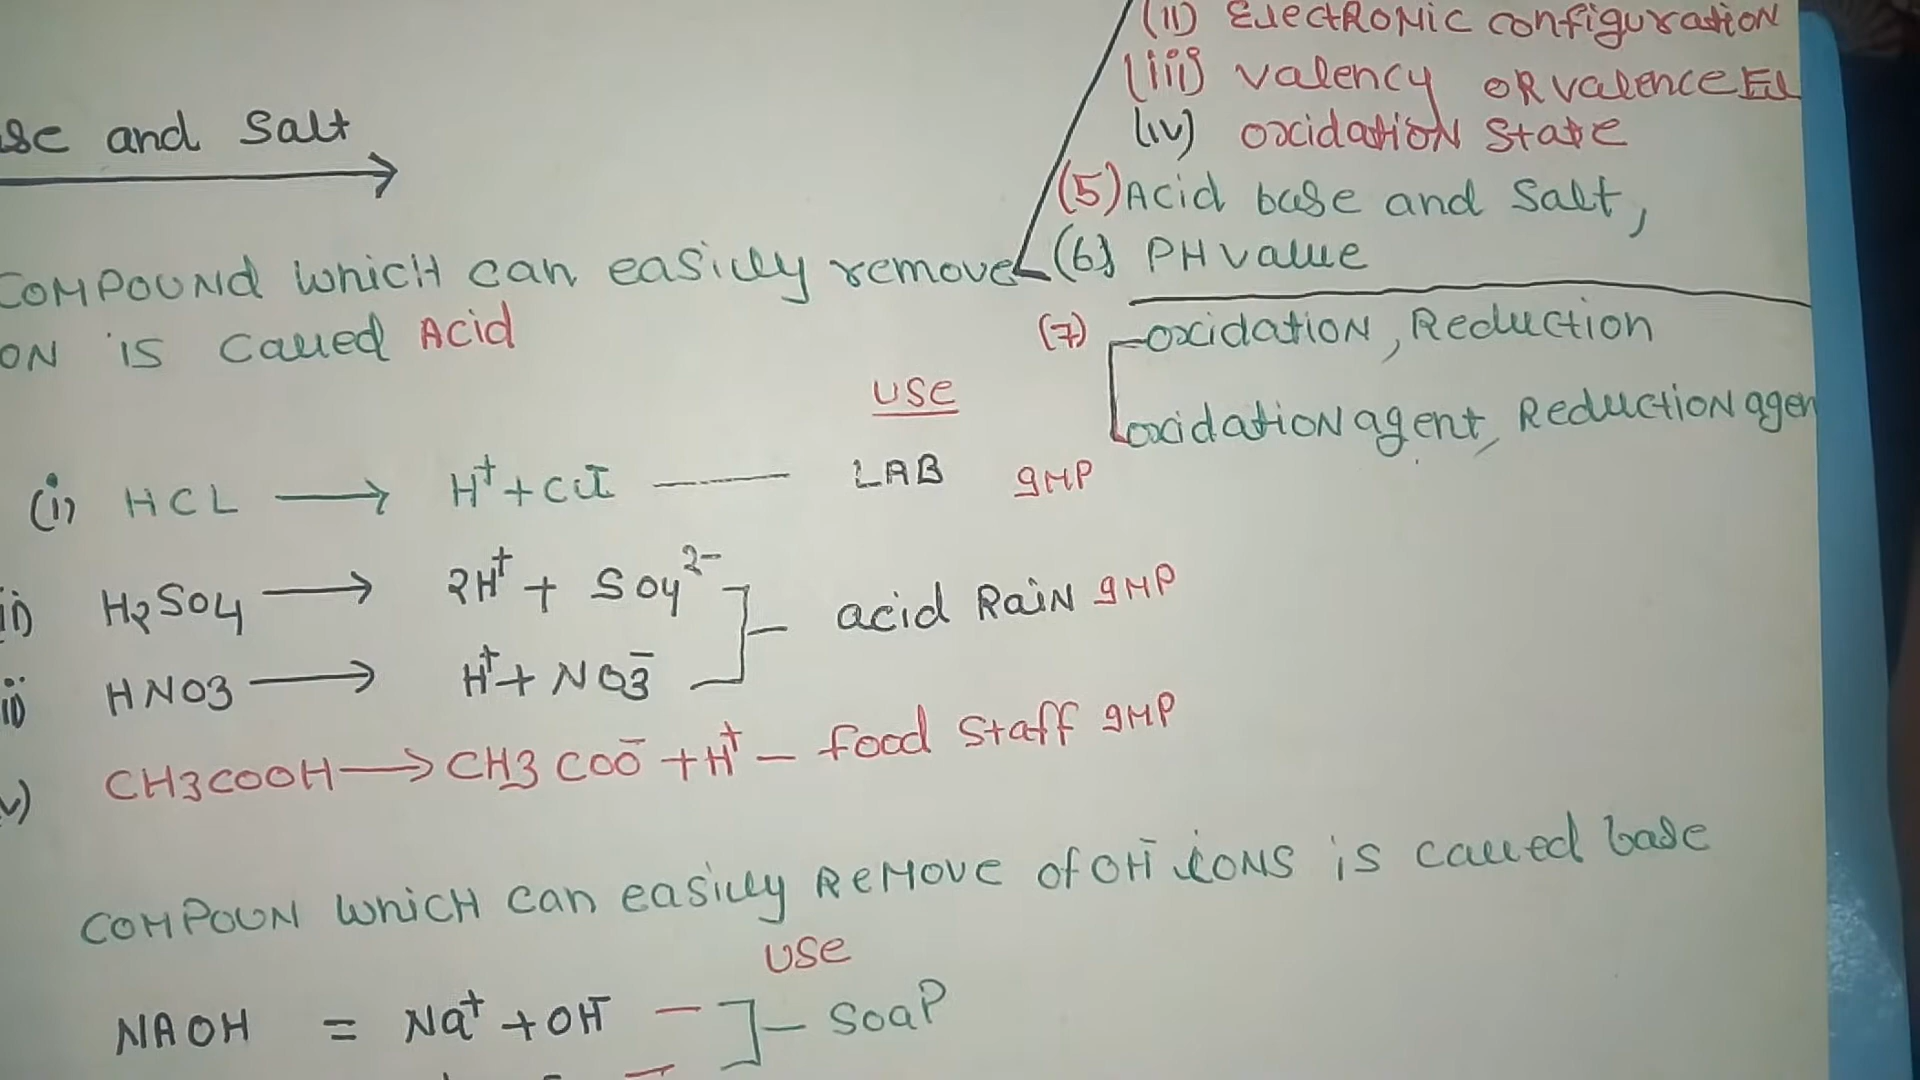 (ii) Electronic configuration
(iii) valency or valence El
(iv) oxidation state
(5) Acid base and Salt,
(6) PH value
(7) oxidation, Reduction
oxidation agent, Reduction agen
se and Salt
Compound which can easily remove
on is called Acid
use
(i) HCL → H⁺ + Cl⁻ — LAB gmp
ii) H2SO4 → 2H⁺ + SO4²⁻
acid Rain gmp
ii) HNO3 → H⁺ + NO3⁻
v) CH3COOH → CH3COO⁻ + H⁺ – food Staff gmp
Compoun which can easily Remove of OH⁻ ions is called base
use
NAOH = Na⁺ + OH⁻ — ] – Soap